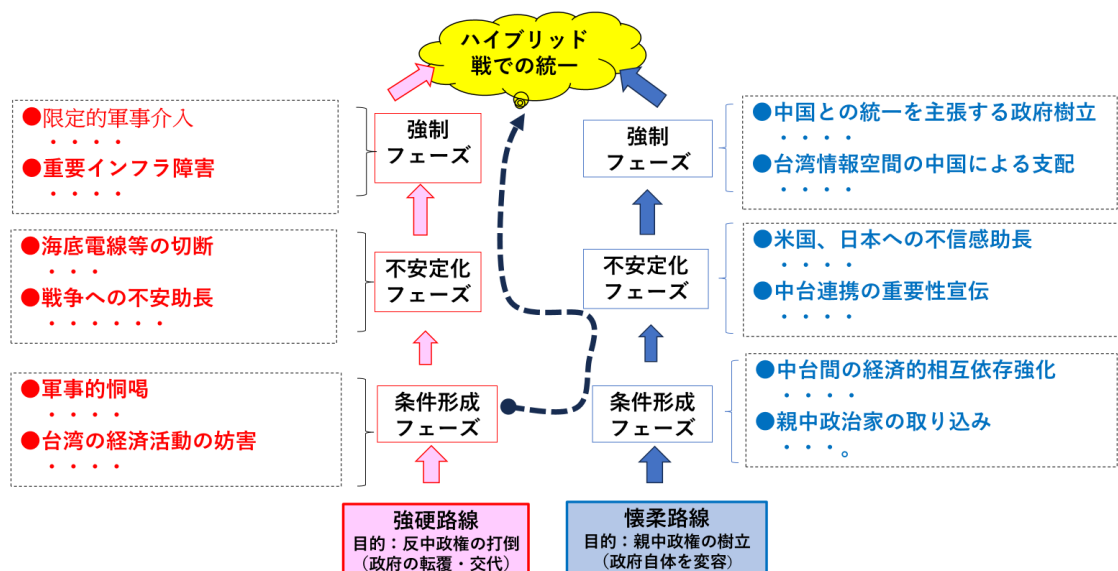 ハイブリッド
戦での統一
●限定的軍事介入
・・・・
●重要インフラ障害
・・・・
強制
フェーズ
強制
フェーズ
●中国との統一を主張する政府樹立
・・・・
●台湾情報空間の中国による支配
・・・・
●海底電線等の切断
・・・
●戦争への不安助長
・・・・・・
不安定化
フェーズ
不安定化
フェーズ
●米国、日本への不信感助長
・・・・
●中台連携の重要性宣伝
・・・・
●軍事的恫喝
・・・・
●台湾の経済活動の妨害
・・・・
条件形成
フェーズ
条件形成
フェーズ
●中台間の経済的相互依存強化
・・・・
●親中政治家の取り込み
・・・。
強硬路線
目的：反中政権の打倒
（政府の転覆・交代）
懐柔路線
目的：親中政権の樹立
（政府自体を変容）